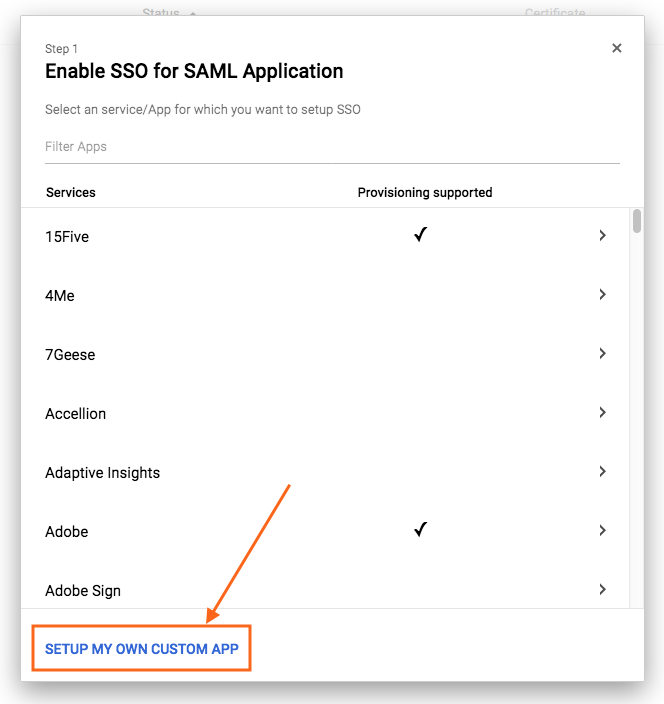 Status
Certificate
Step 1
Enable SSO for SAML Application
Select an service/App for which you want to setup SSO
Filter Apps
Services Provisioning supported
15Five
4Me
7Geese
Accellion
Adaptive Insights
Adobe
Adobe Sign
SETUP MY OWN CUSTOM APP